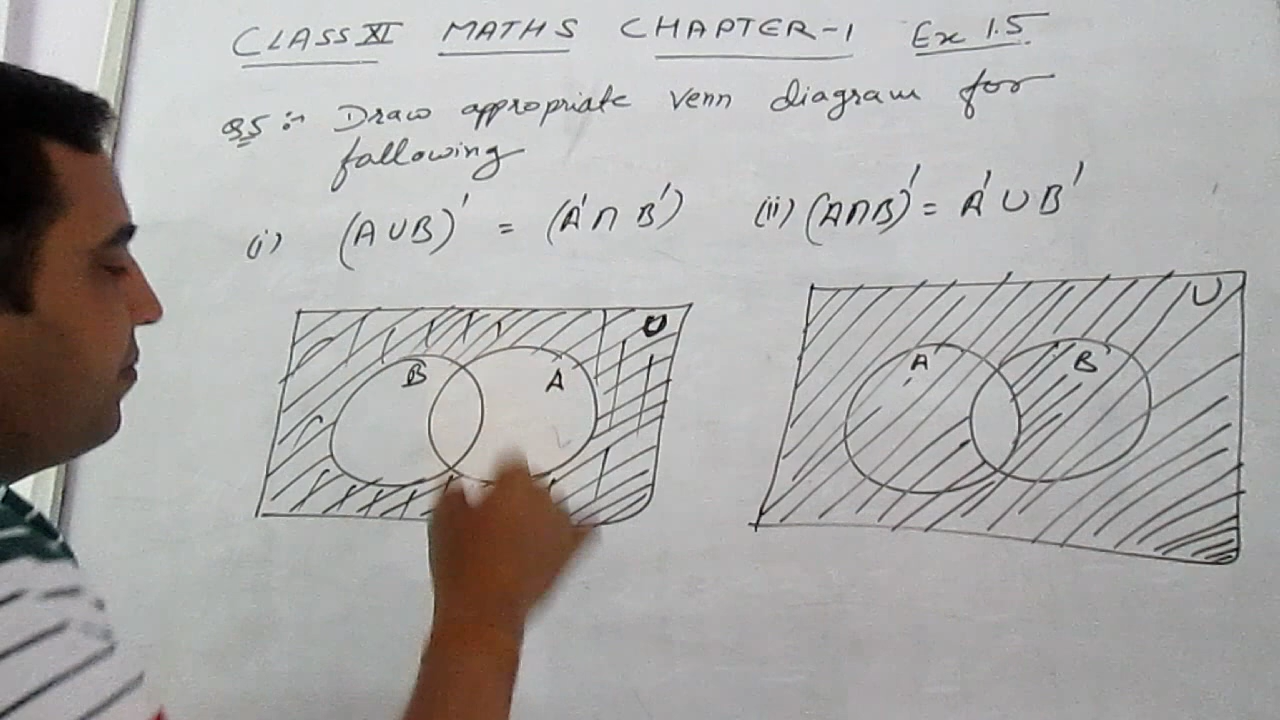 CLASS XI MATHS CHAPTER-1 Ex 1.5
Q5:- Draw appropriate venn diagram for
following
(i) (A∪B)' = (A'∩B') (ii) (A∩B)' = A'∪B'
U U
B A A B